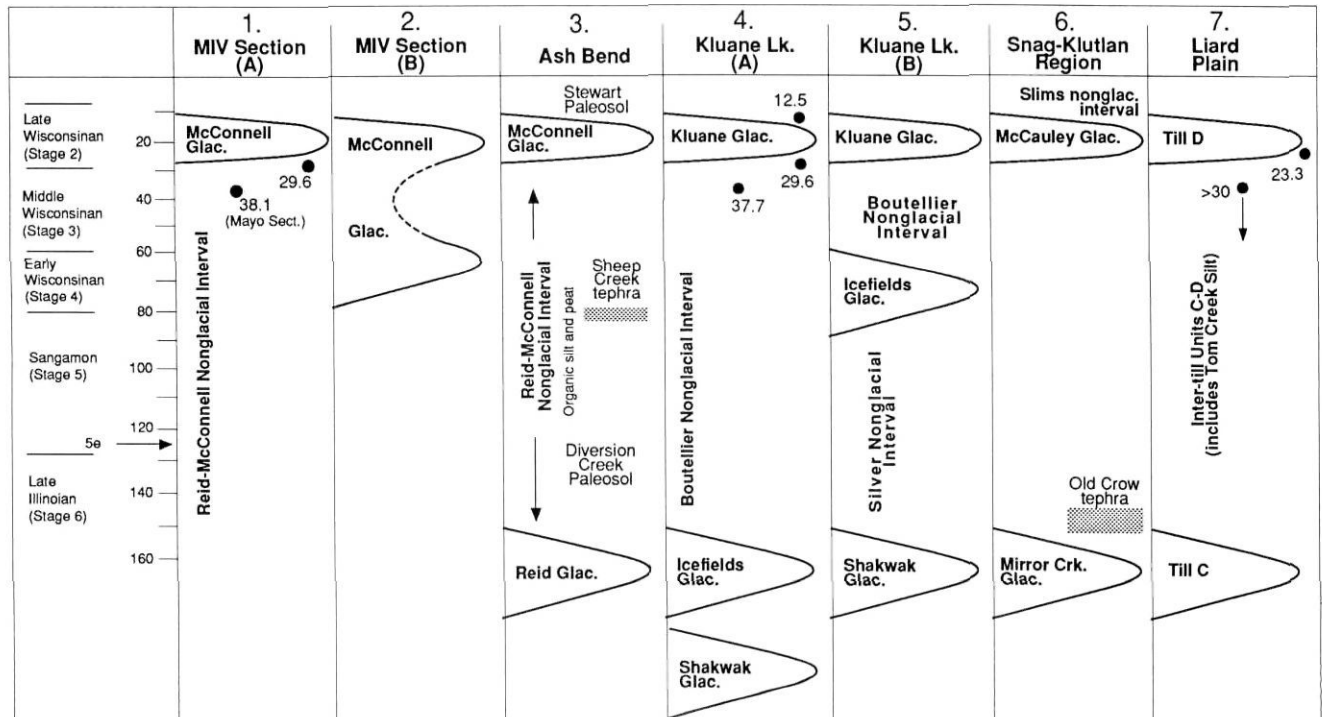 1.
MIV Section
(A)
2.
MIV Section
(B)
3.
Ash Bend
4.
Kluane Lk.
(A)
5.
Kluane Lk.
(B)
6.
Snag-Klutlan
Region
7.
Liard
Plain
Late
Wisconsinan
(Stage 2)
Middle
Wisconsinan
(Stage 3)
Early
Wisconsinan
(Stage 4)
Sangamon
(Stage 5)
5e
Late
Illinoian
(Stage 6)
20
40
60
80
100
120
140
160
McConnell
Glac.
29.6
38.1
(Mayo Sect.)
Reid-McConnell Nonglacial Interval
McConnell
Glac.
Stewart
Paleosol
McConnell
Glac.
Reid-McConnell
Nonglacial Interval
Organic silt and peat
Sheep
Creek
tephra
Diversion
Creek
Paleosol
Reid Glac.
12.5
Kluane Glac.
29.6
37.7
Boutellier Nonglacial Interval
Icefields
Glac.
Shakwak
Glac.
Kluane Glac.
Boutellier
Nonglacial
Interval
Icefields
Glac.
Silver Nonglacial
Interval
Shakwak
Glac.
Slims nonglac.
interval
McCauley Glac.
Old Crow
tephra
Mirror Crk.
Glac.
Till D
23.3
>30
Inter-till Units C-D
(includes Tom Creek Silt)
Till C